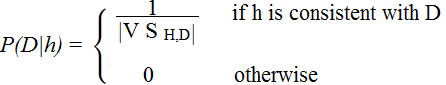 P(D|h) = { 1 / |V S H,D| if h is consistent with D
0 otherwise